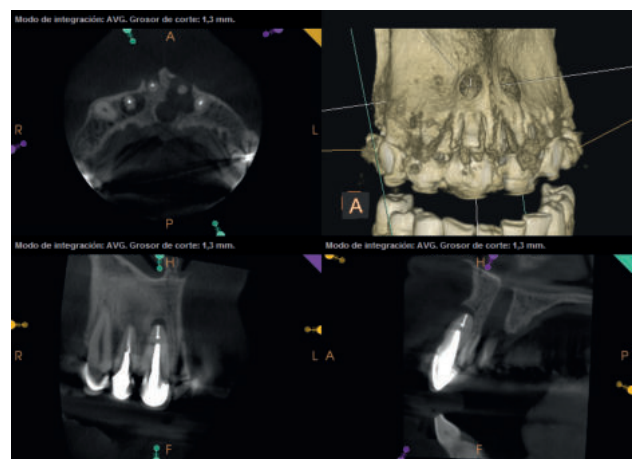 Modo de integración: AVG. Grosor de corte: 1,3 mm.
A
R
L
P
A
Modo de integración: AVG. Grosor de corte: 1,3 mm.
Modo de integración: AVG. Grosor de corte: 1,3 mm.
H
H
R
L
A
P
F
F